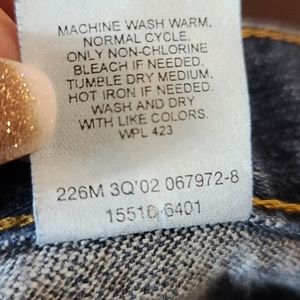 MACHINE WASH WARM,
NORMAL CYCLE.
ONLY NON-CHLORINE
BLEACH IF NEEDED.
TUMBLE DRY MEDIUM.
HOT IRON IF NEEDED.
WASH AND DRY
WITH LIKE COLORS.
WPL 423
226M 3Q'02 067972-8
15510-6401